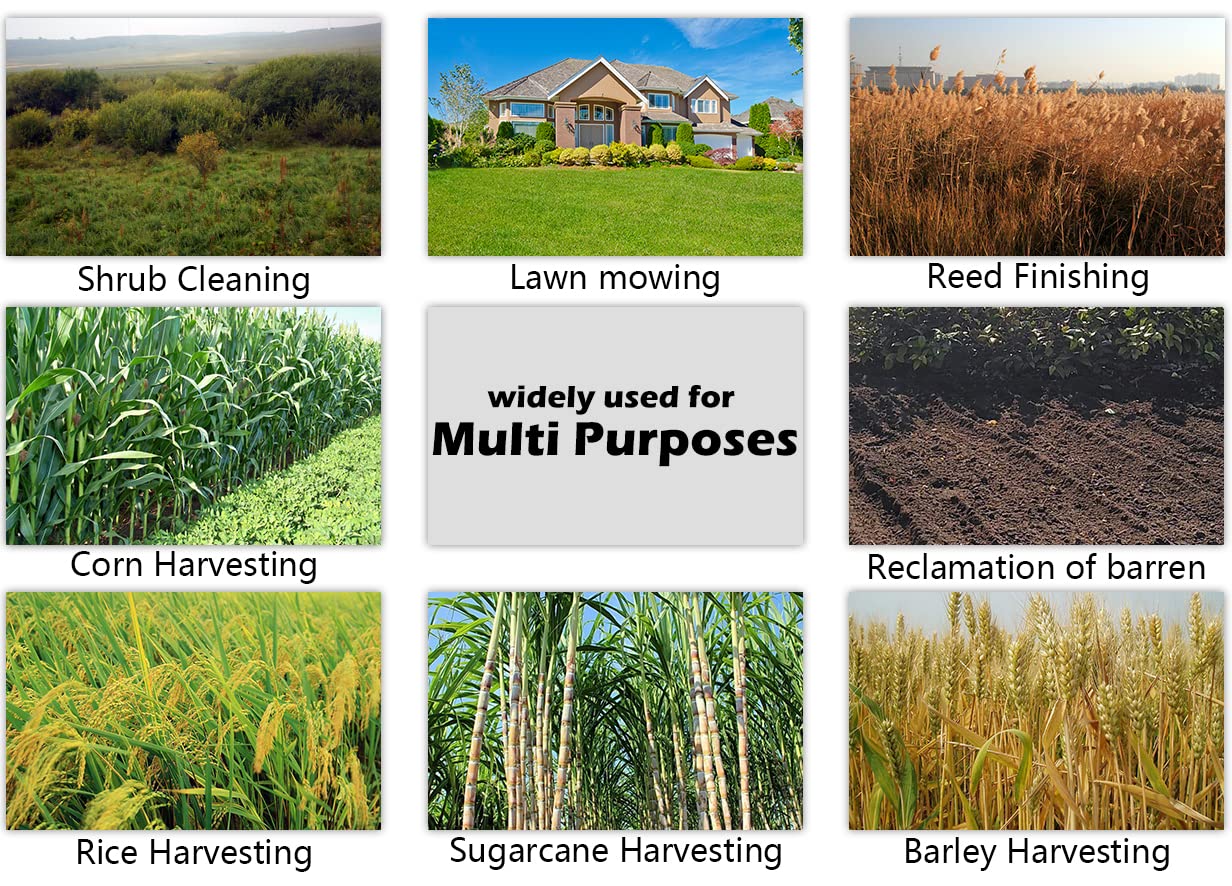 Shrub Cleaning
Lawn mowing
Reed Finishing
Corn Harvesting
widely used for
Multi Purposes
Reclamation of barren
Rice Harvesting
Sugarcane Harvesting
Barley Harvesting